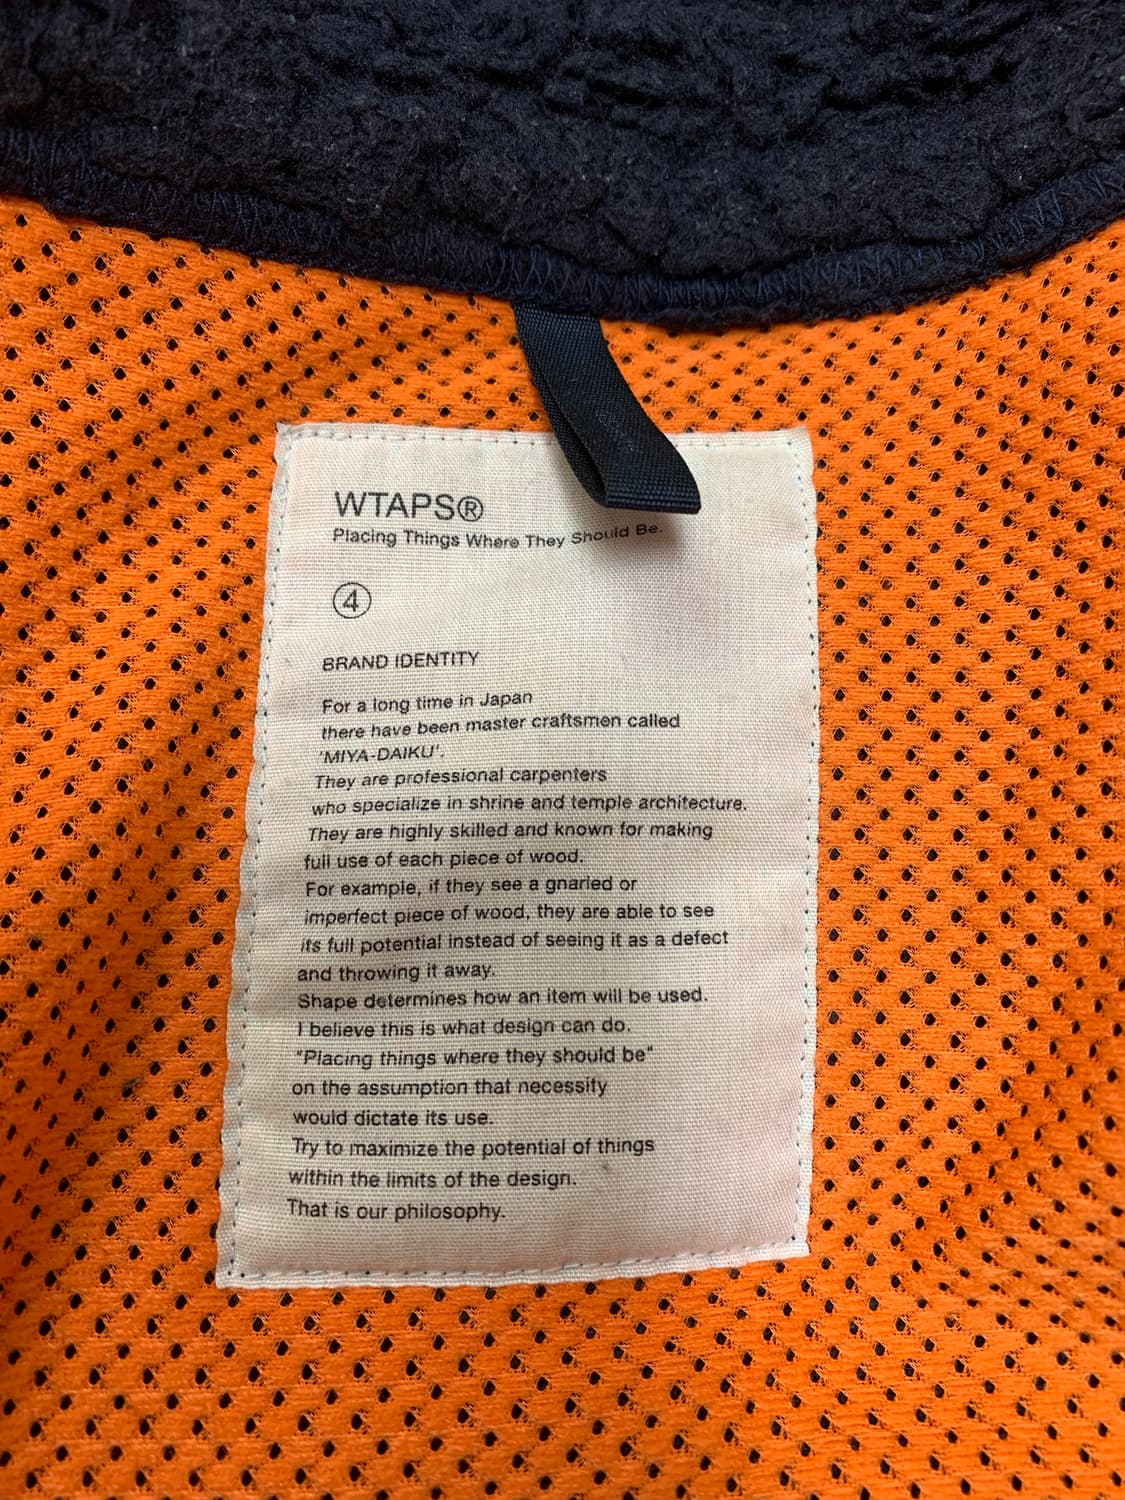 WTAPS®
Placing Things Where They Should Be.
④
BRAND IDENTITY
For a long time in Japan
there have been master craftsmen called
'MIYA-DAIKU'.
They are professional carpenters
who specialize in shrine and temple architecture.
They are highly skilled and known for making
full use of each piece of wood.
For example, if they see a gnarled or
imperfect piece of wood, they are able to see
its full potential instead of seeing it as a defect
and throwing it away.
Shape determines how an item will be used.
I believe this is what design can do.
"Placing things where they should be"
on the assumption that necessity
would dictate its use.
Try to maximize the potential of things
within the limits of the design.
That is our philosophy.